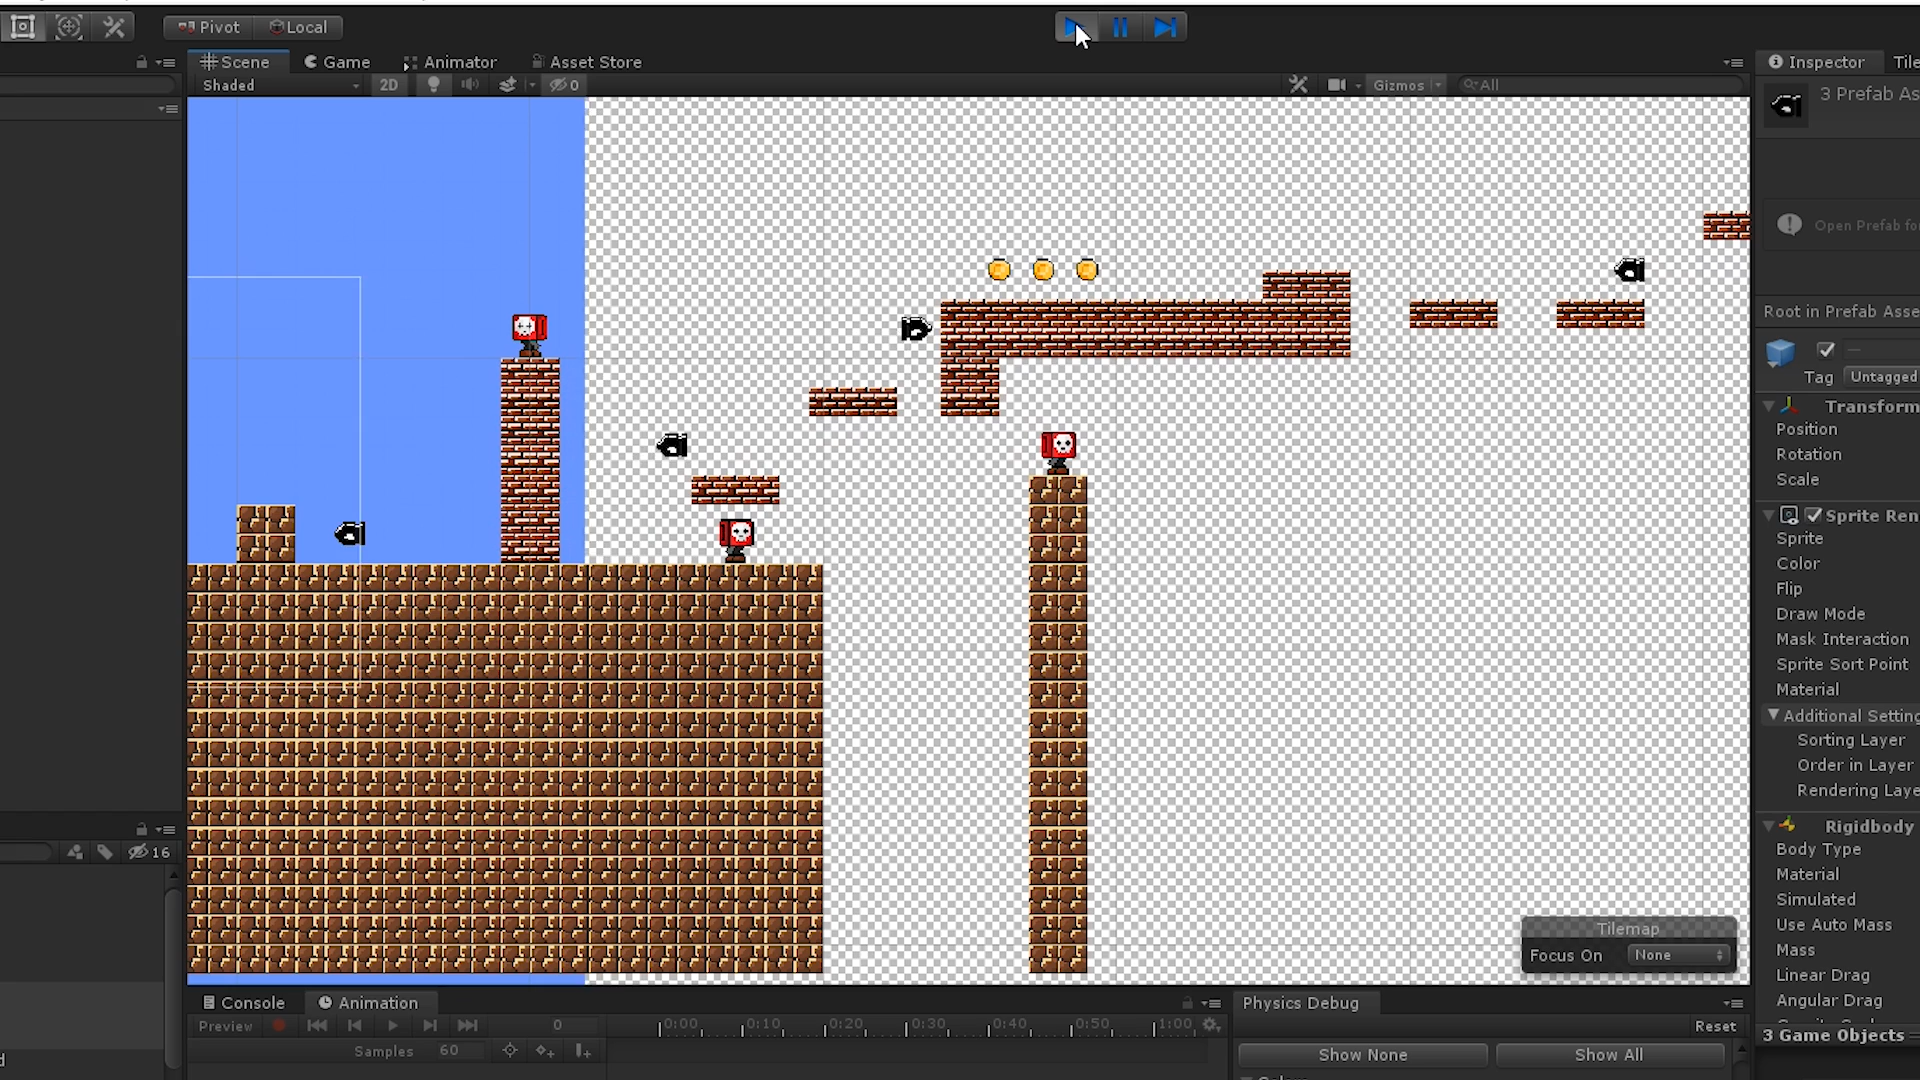 Pivot Local
Scene Game Animator Asset Store
Inspector Tile
Shaded 2D 0 Gizmos All
3 Prefab As
Open Prefab fo
Root in Prefab Asse
Tag Untagged
Transform
Position
Rotation
Scale
Sprite Ren
Sprite
Color
Flip
Draw Mode
Mask Interaction
Sprite Sort Point
Material
Additional Setting
Sorting Layer
Order in Layer
Rendering Laye
Rigidbody
16
Body Type
Material
Simulated
Use Auto Mass
Mass
Linear Drag
Angular Drag
3 Game Objects
Tilemap
Focus On None
Console Animation
Preview 0 0:00 0:10 0:20 0:30 0:40 0:50 1:00
Samples 60
Physics Debug
Reset
Show None Show All